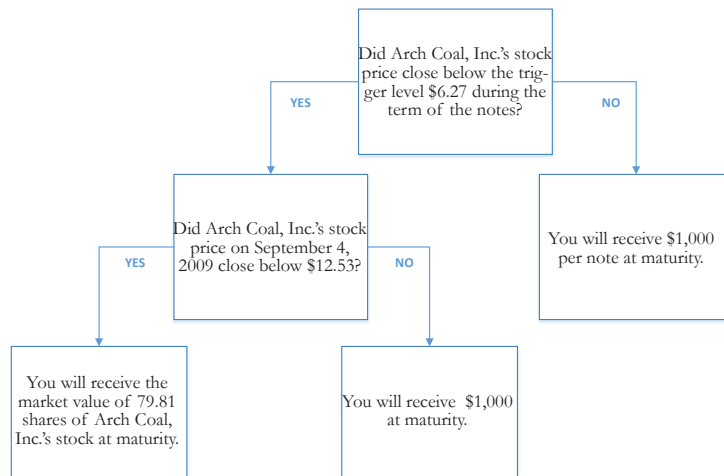 Did Arch Coal, Inc.'s stock
price close below the trig-
ger level $6.27 during the
term of the notes?
YES
NO
Did Arch Coal, Inc.'s stock
price on September 4,
2009 close below $12.53?
You will receive $1,000
per note at maturity.
YES
NO
You will receive the
market value of 79.81
shares of Arch Coal,
Inc.'s stock at maturity.
You will receive $1,000
at maturity.